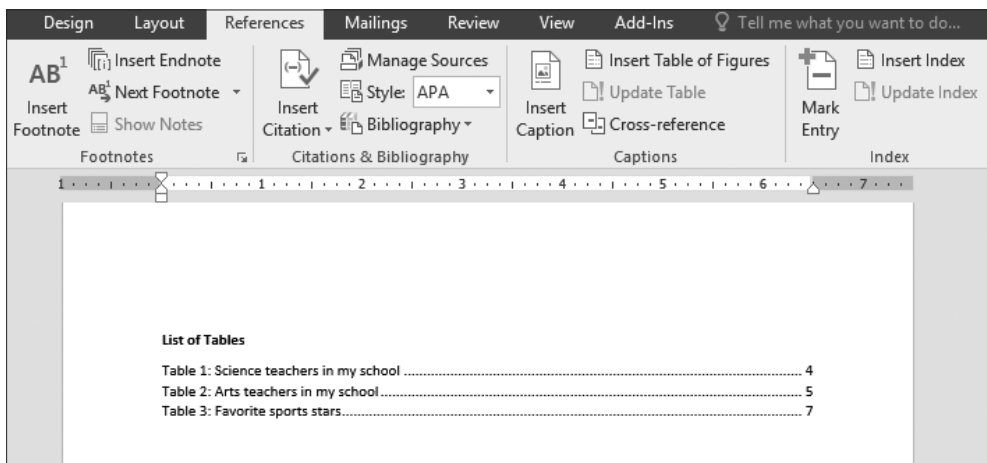 Design Layout References Mailings Review View Add-Ins Tell me what you want to do...
AB¹ Insert Footnote
[i] Insert Endnote
AB¹ Next Footnote
Show Notes
Footnotes
(-) Insert Citation
Manage Sources
Style: APA
Bibliography
Citations & Bibliography
Insert Caption
Insert Table of Figures
Update Table
Cross-reference
Captions
Mark Entry
Insert Index
Update Index
Index
1 1 2 3 4 5 6 7
List of Tables
Table 1: Science teachers in my school ........................................ 4
Table 2: Arts teachers in my school ........................................ 5
Table 3: Favorite sports stars ........................................ 7